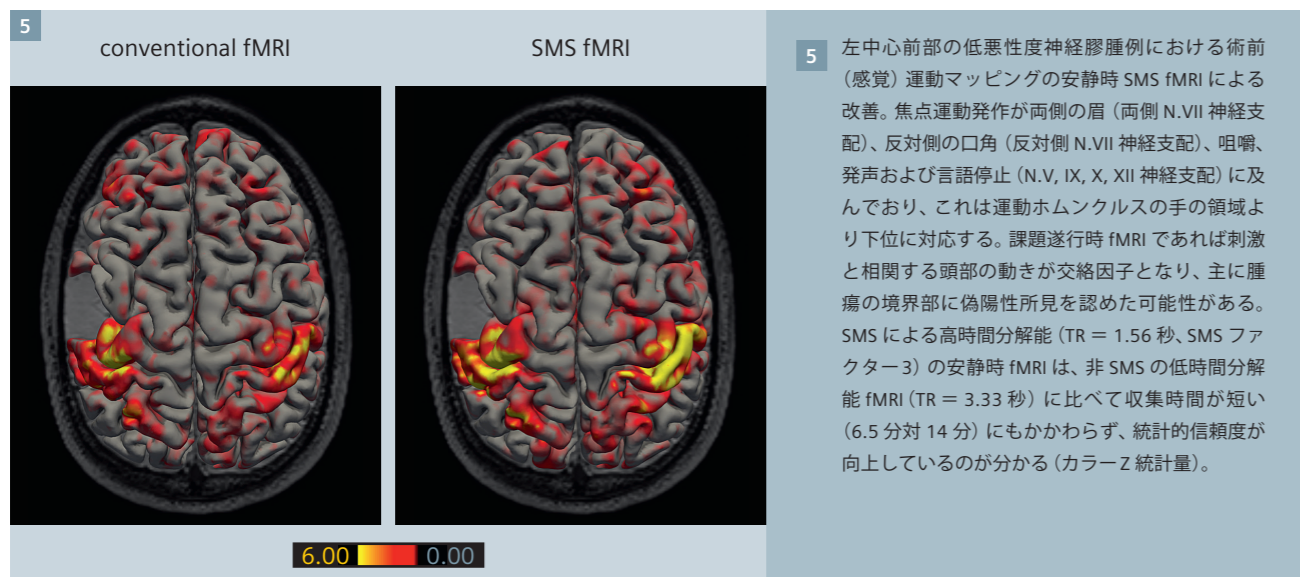 5
conventional fMRI
SMS fMRI
6.00
0.00
5
左中心前部の低悪性度神経膠腫例における術前
（感覚）運動マッピングの安静時 SMS fMRI による
改善。焦点運動発作が両側の眉（両側 N.VII 神経支
配）、反対側の口角（反対側 N.VII 神経支配）、咀嚼、
発声および言語停止（N.V, IX, X, XII 神経支配）に及
んでおり、これは運動ホムンクルスの手の領域よ
り下位に対応する。課題遂行時 fMRI であれば刺激
と相関する頭部の動きが交絡因子となり、主に腫
瘍の境界部に偽陽性所見を認めた可能性がある。
SMS による高時間分解能（TR ＝ 1.56 秒、SMS ファ
クター 3）の安静時 fMRI は、非 SMS の低時間分解
能 fMRI（TR ＝ 3.33 秒）に比べて収集時間が短い
（6.5 分対 14 分）にもかかわらず、統計的信頼度が
向上しているのが分かる（カラー Z 統計量）。